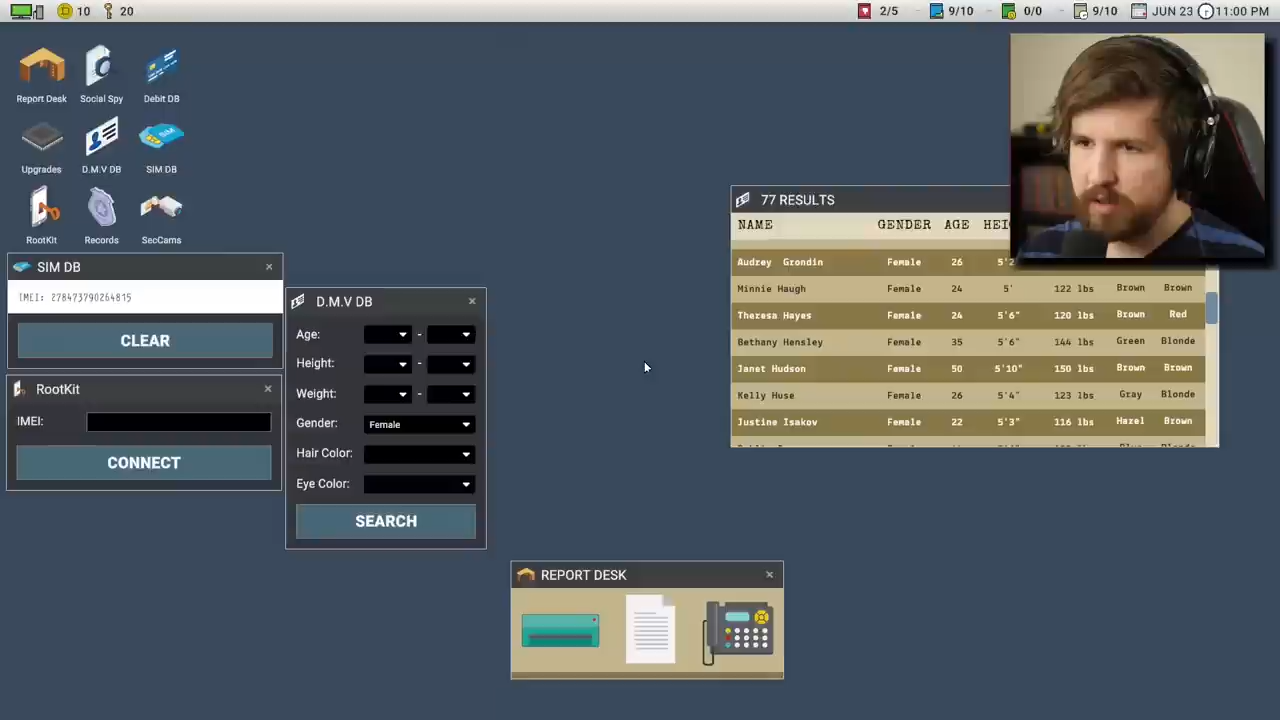 10 20 2/5 9/10 0/0 9/10 JUN 23 11:00 PM
Report Desk Social Spy Debit DB
Upgrades D.M.V DB SIM DB
RootKit Records SecCams
SIM DB
IMEI: 278473790264815
CLEAR
RootKit
IMEI:
CONNECT
D.M.V DB
Age: -
Height: -
Weight: -
Gender: Female
Hair Color:
Eye Color:
SEARCH
77 RESULTS
NAME GENDER AGE HEI
Audrey Grondin Female 26 5'2
Minnie Haugh Female 24 5' 122 lbs Brown Brown
Theresa Hayes Female 24 5'6" 120 lbs Brown Red
Bethany Hensley Female 35 5'6" 144 lbs Green Blonde
Janet Hudson Female 50 5'10" 150 lbs Brown Brown
Kelly Huse Female 26 5'4" 123 lbs Gray Blonde
Justine Isakov Female 22 5'3" 116 lbs Hazel Brown
REPORT DESK